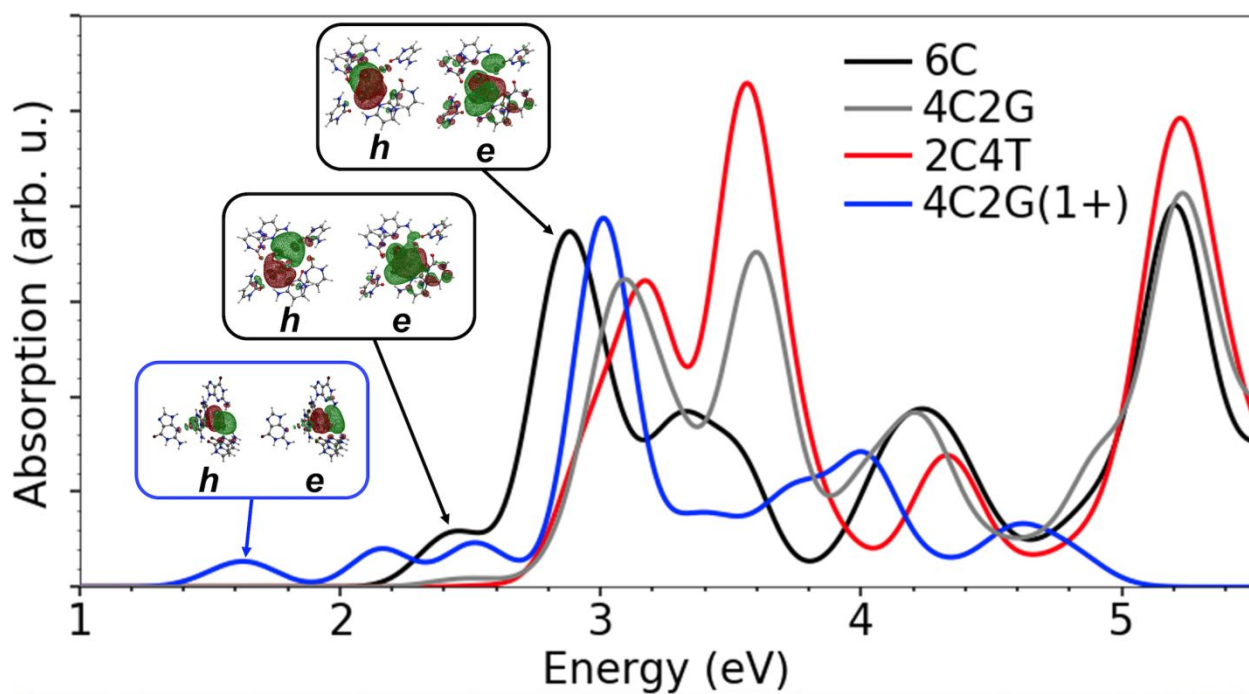 h e
h e
h e
6C
4C2G
2C4T
4C2G(1+)
Absorption (arb. u.)
1 2 3 4 5
Energy (eV)